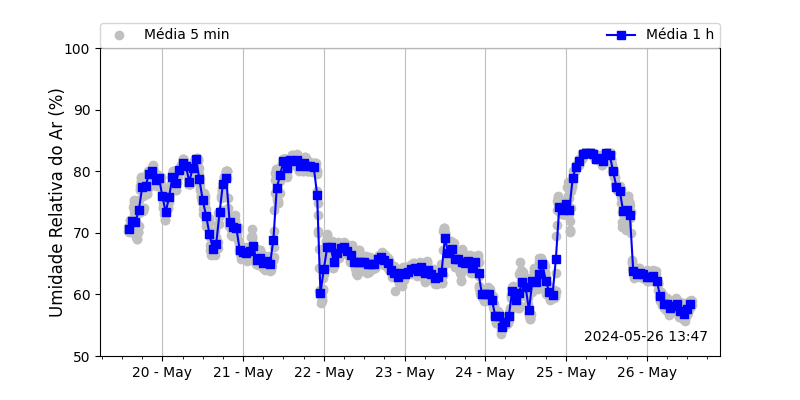 Média 5 min
Média 1 h
Umidade Relativa do Ar (%)
100
90
80
70
60
50
2024-05-26 13:47
20 - May
21 - May
22 - May
23 - May
24 - May
25 - May
26 - May